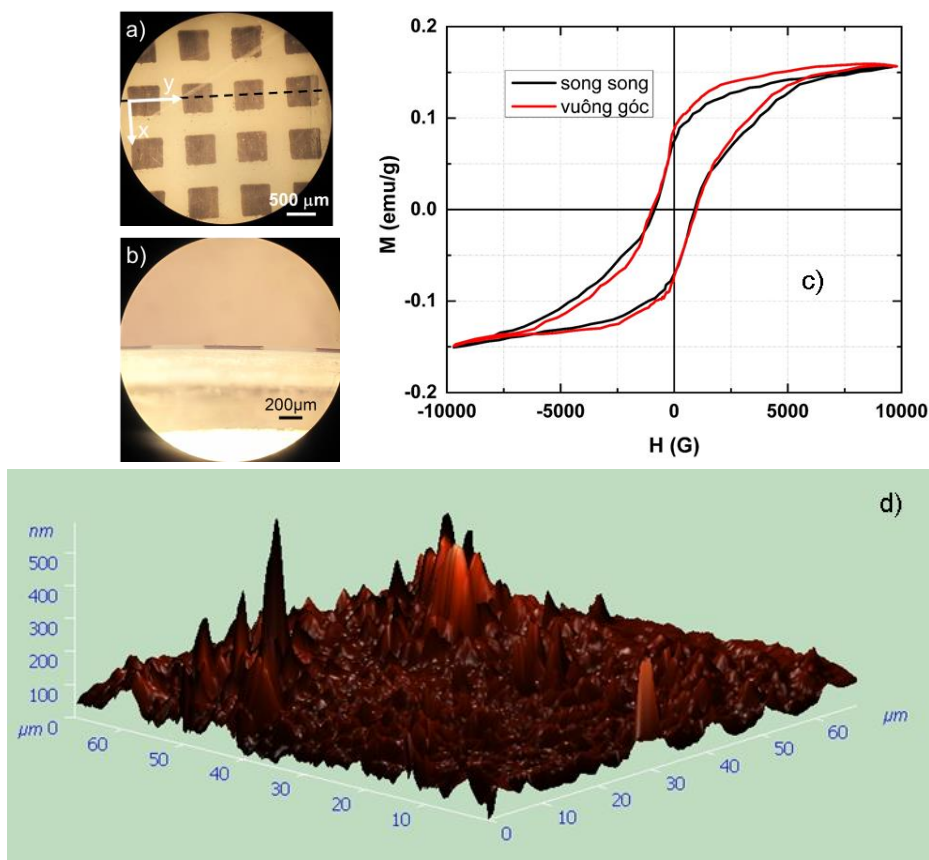 a)
y
x
500 μm
b)
200μm
0.2
0.1
0.0
-0.1
-0.2
M (emu/g)
song song
vuông góc
c)
-10000 -5000 0 5000 10000
H (G)
d)
nm
500
400
300
200
100
μm 0
60 50 40 30 20 10
0 10 20 30 40 50 60
μm